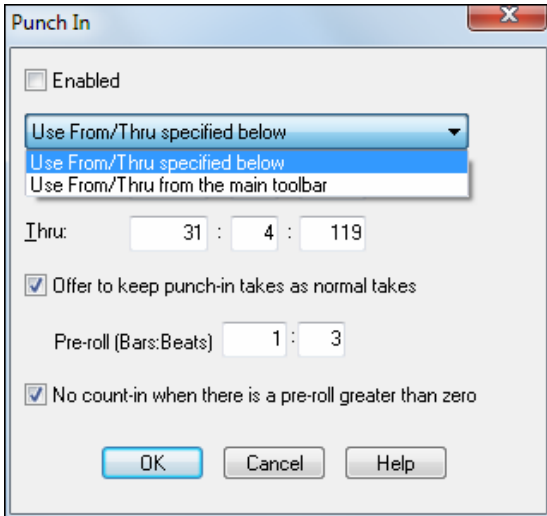 Punch In
Enabled
Use From/Thru specified below
Use From/Thru specified below
Use From/Thru from the main toolbar
Thru: 31 : 4 : 119
Offer to keep punch-in takes as normal takes
Pre-roll (Bars:Beats) 1 : 3
No count-in when there is a pre-roll greater than zero
OK Cancel Help